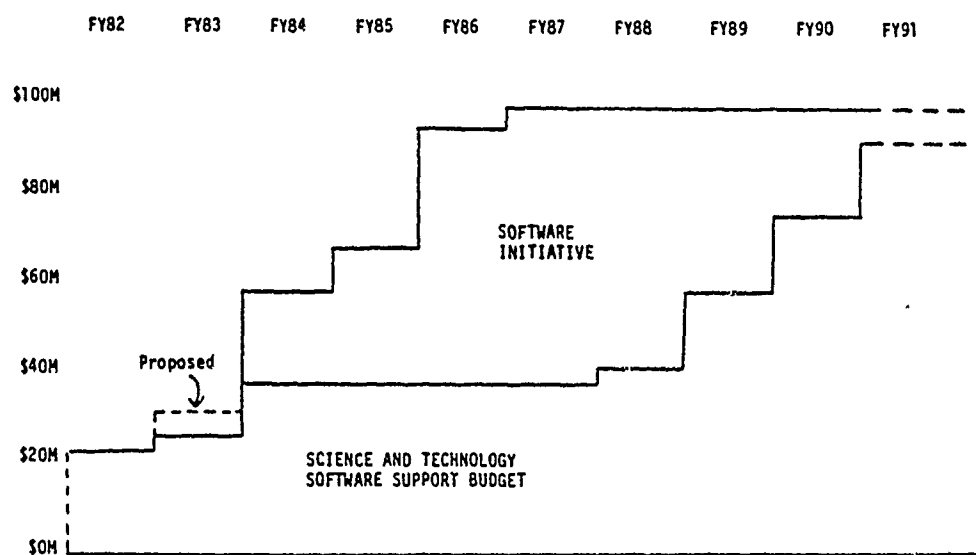 FY82 FY83 FY84 FY85 FY86 FY87 FY88 FY89 FY90 FY91
$100M
$80M
SOFTWARE
INITIATIVE
$60M
$40M
Proposed
$20M
SCIENCE AND TECHNOLOGY
SOFTWARE SUPPORT BUDGET
$0M